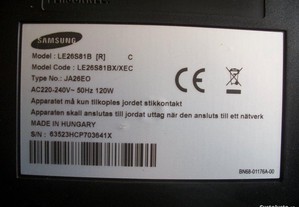 SAMSUNG
Model : LE26S81B [R] C
Model Code : LE26S81BX/XEC
Type No : JA26EO
AC220-240V~ 50Hz 120W
Apparatet må kun tilkoples jordet stikkontakt
Apparaten skall anslutas till jordat uttag när den ansluts till ett nätverk
MADE IN HUNGARY
S/N : 63523HCP703641X
BN68-01176A-00